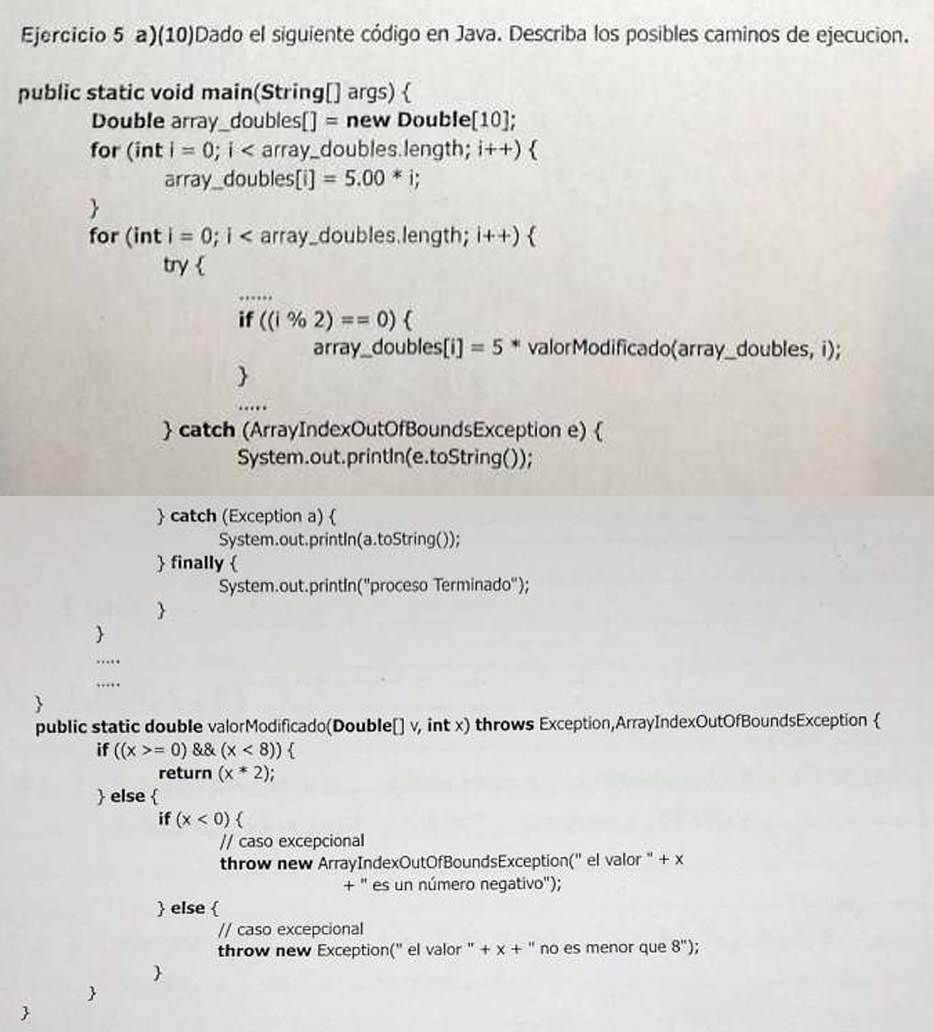 Ejercicio 5 a)(10)Dado el siguiente código en Java. Describa los posibles caminos de ejecucion.
public static void main(String[] args) {
Double array_doubles[] = new Double[10];
for (int i = 0; i < array_doubles.length; i++) {
array_doubles[i] = 5.00 * i;
}
for (int i = 0; i < array_doubles.length; i++) {
try {
......
if ((i % 2) == 0) {
array_doubles[i] = 5 * valorModificado(array_doubles, i);
}
.....
} catch (ArrayIndexOutOfBoundsException e) {
System.out.println(e.toString());
} catch (Exception a) {
System.out.println(a.toString());
} finally {
System.out.println("proceso Terminado");
}
}
.....
.....
}
public static double valorModificado(Double[] v, int x) throws Exception,ArrayIndexOutOfBoundsException {
if ((x >= 0) && (x < 8)) {
return (x * 2);
} else {
if (x < 0) {
// caso excepcional
throw new ArrayIndexOutOfBoundsException(" el valor " + x
+ " es un número negativo");
} else {
// caso excepcional
throw new Exception(" el valor " + x + " no es menor que 8");
}
}
}